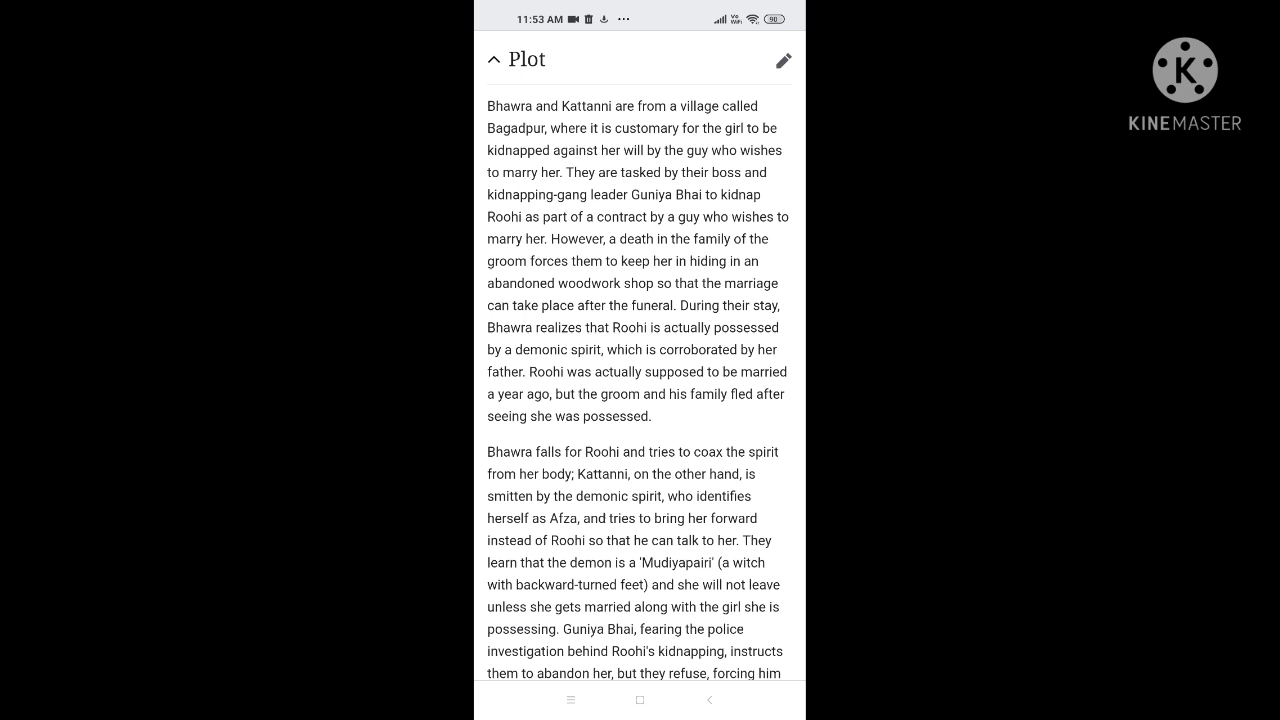 11:53 AM
Vo
WiFi
90
Plot
Bhawra and Kattanni are from a village called
Bagadpur, where it is customary for the girl to be
kidnapped against her will by the guy who wishes
to marry her. They are tasked by their boss and
kidnapping-gang leader Guniya Bhai to kidnap
Roohi as part of a contract by a guy who wishes to
marry her. However, a death in the family of the
groom forces them to keep her in hiding in an
abandoned woodwork shop so that the marriage
can take place after the funeral. During their stay,
Bhawra realizes that Roohi is actually possessed
by a demonic spirit, which is corroborated by her
father. Roohi was actually supposed to be married
a year ago, but the groom and his family fled after
seeing she was possessed.
Bhawra falls for Roohi and tries to coax the spirit
from her body; Kattanni, on the other hand, is
smitten by the demonic spirit, who identifies
herself as Afza, and tries to bring her forward
instead of Roohi so that he can talk to her. They
learn that the demon is a 'Mudiyapairi' (a witch
with backward-turned feet) and she will not leave
unless she gets married along with the girl she is
possessing. Guniya Bhai, fearing the police
investigation behind Roohi's kidnapping, instructs
them to abandon her, but they refuse, forcing him
K
KINEMASTER